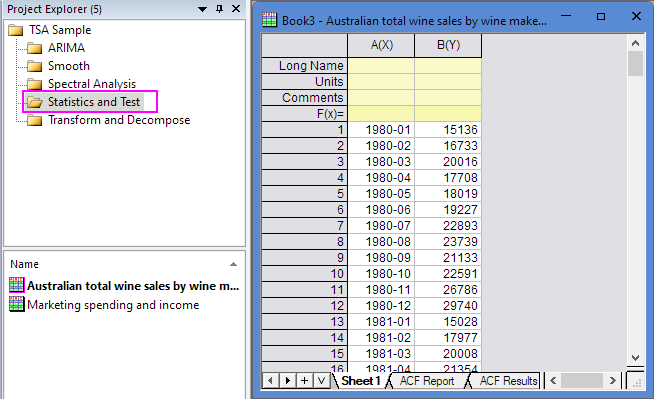 Project Explorer (5)
TSA Sample
ARIMA
Smooth
Spectral Analysis
Statistics and Test
Transform and Decompose
Name
Australian total wine sales by wine m...
Marketing spending and income
Book3 - Australian total wine sales by wine make...
A(X) B(Y)
Long Name
Units
Comments
F(x)=
1 1980-01 15136
2 1980-02 16733
3 1980-03 20016
4 1980-04 17708
5 1980-05 18019
6 1980-06 19227
7 1980-07 22893
8 1980-08 23739
9 1980-09 21133
10 1980-10 22591
11 1980-11 26786
12 1980-12 29740
13 1981-01 15028
14 1981-02 17977
15 1981-03 20008
16 1981-04 21354
Sheet1 ACF Report ACF Results